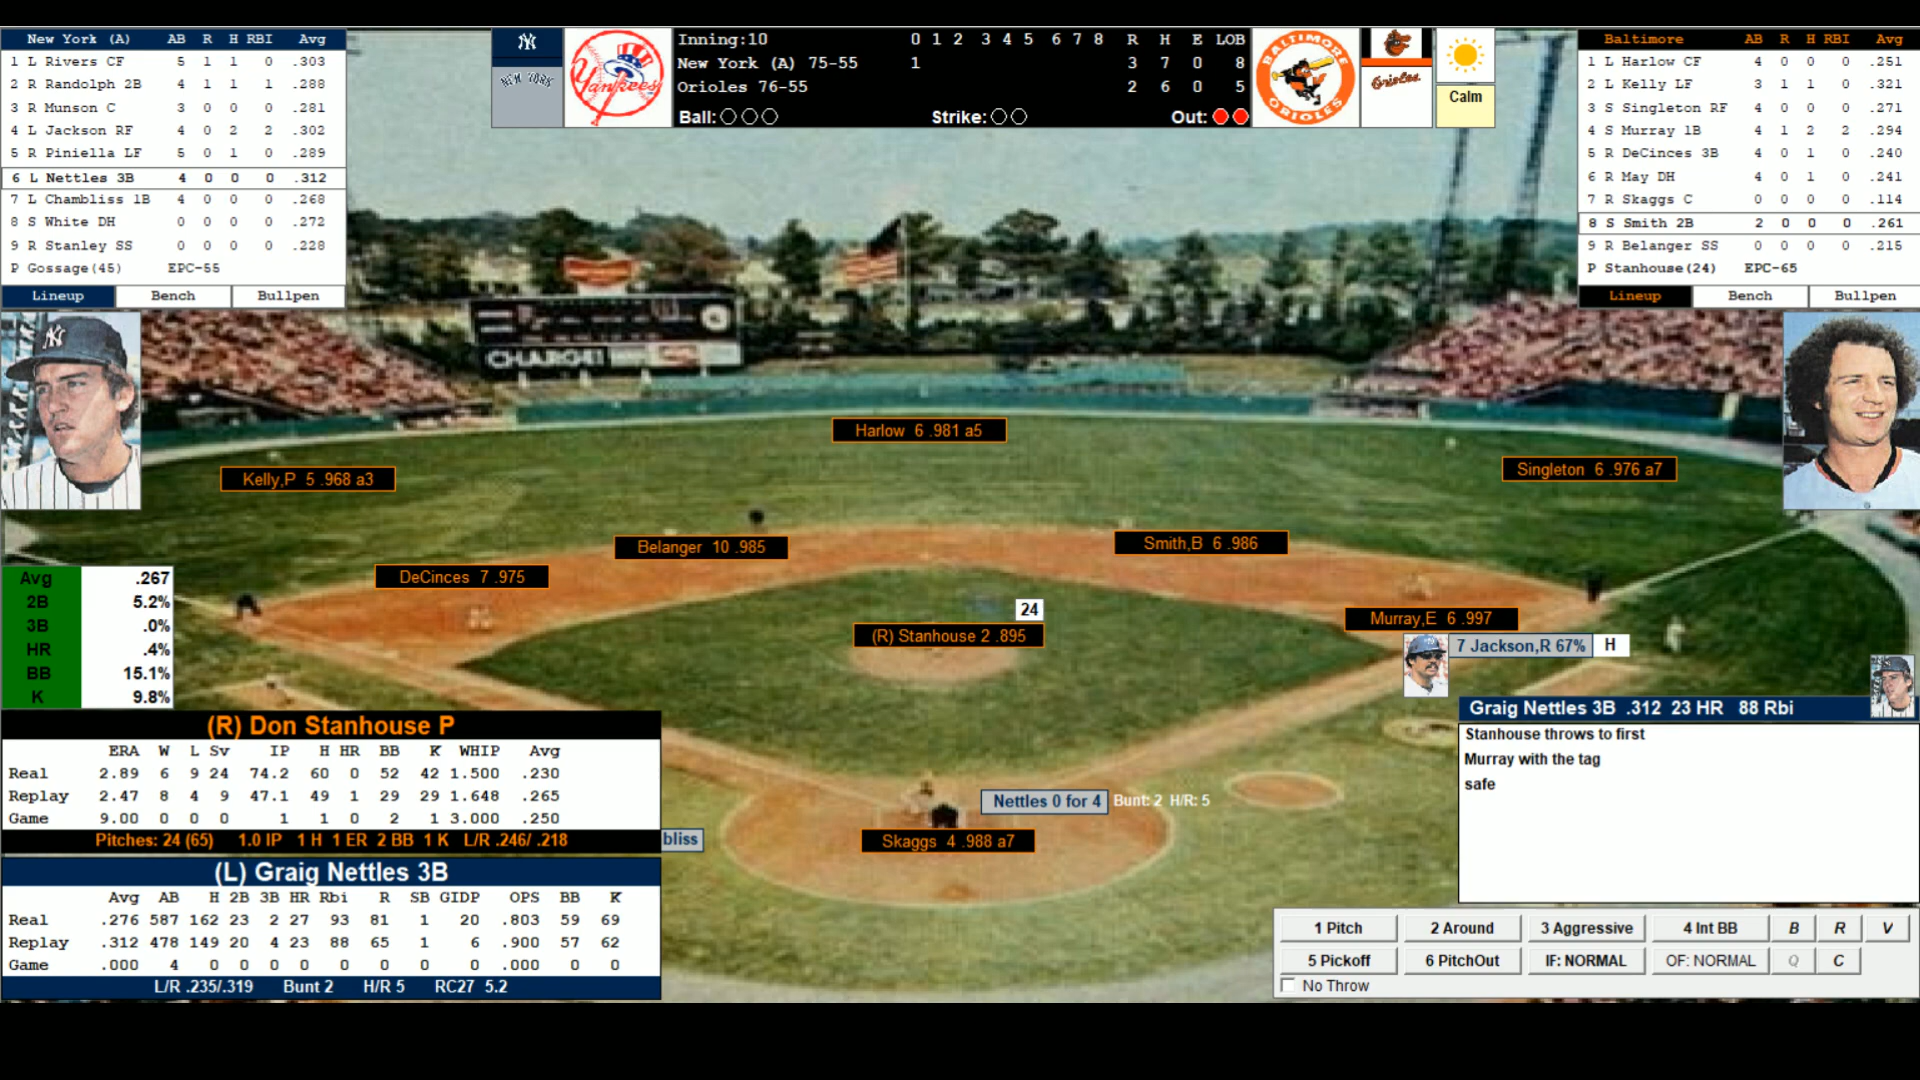 New York (A) AB R H RBI Avg
1 L Rivers CF 5 1 1 0 .303
2 R Randolph 2B 4 1 1 1 .288
3 R Munson C 3 0 0 0 .281
4 L Jackson RF 4 0 2 2 .302
5 R Piniella LF 5 0 1 0 .289
6 L Nettles 3B 4 0 0 0 .312
7 L Chambliss 1B 4 0 0 0 .268
8 S White DH 0 0 0 0 .272
9 R Stanley SS 0 0 0 0 .228
P Gossage(45) EPC-55
Lineup Bench Bullpen
NEW YORK
Yankees
Inning:10 0 1 2 3 4 5 6 7 8 R H E LOB
New York (A) 75-55 1 3 7 0 8
Orioles 76-55 2 6 0 5
Ball: Strike: Out:
BALTIMORE
ORIOLES
Orioles
Calm
Baltimore AB R H RBI Avg
1 L Harlow CF 4 0 0 0 .251
2 L Kelly LF 3 1 1 0 .321
3 S Singleton RF 4 0 0 0 .271
4 S Murray 1B 4 1 2 2 .294
5 R DeCinces 3B 4 0 1 0 .240
6 R May DH 4 0 1 0 .241
7 R Skaggs C 0 0 0 0 .114
8 S Smith 2B 2 0 0 0 .261
9 R Belanger SS 0 0 0 0 .215
P Stanhouse(24) EPC-65
Lineup Bench Bullpen
CHARGE!
Harlow 6 .981 a5
Kelly,P 5 .968 a3
Singleton 6 .976 a7
Belanger 10 .985
Smith,B 6 .986
DeCinces 7 .975
24
(R) Stanhouse 2 .895
Murray,E 6 .997
7 Jackson,R 67% H
Avg .267
2B 5.2%
3B .0%
HR .4%
BB 15.1%
K 9.8%
Graig Nettles 3B .312 23 HR 88 Rbi
Stanhouse throws to first
Murray with the tag
safe
Nettles 0 for 4 Bunt: 2 H/R: 5
Skaggs 4 .988 a7
bliss
(R) Don Stanhouse P
ERA W L Sv IP H HR BB K WHIP Avg
Real 2.89 6 9 24 74.2 60 0 52 42 1.500 .230
Replay 2.47 8 4 9 47.1 49 1 29 29 1.648 .265
Game 9.00 0 0 0 1 1 0 2 1 3.000 .250
Pitches: 24 (65) 1.0 IP 1 H 1 ER 2 BB 1 K L/R .246/ .218
(L) Graig Nettles 3B
Avg AB H 2B 3B HR Rbi R SB GIDP OPS BB K
Real .276 587 162 23 2 27 93 81 1 20 .803 59 69
Replay .312 478 149 20 4 23 88 65 1 6 .900 57 62
Game .000 4 0 0 0 0 0 0 0 0 .000 0 0
L/R .235/.319 Bunt 2 H/R 5 RC27 5.2
1 Pitch 2 Around 3 Aggressive 4 Int BB B R V
5 Pickoff 6 PitchOut IF: NORMAL OF: NORMAL Q C
No Throw